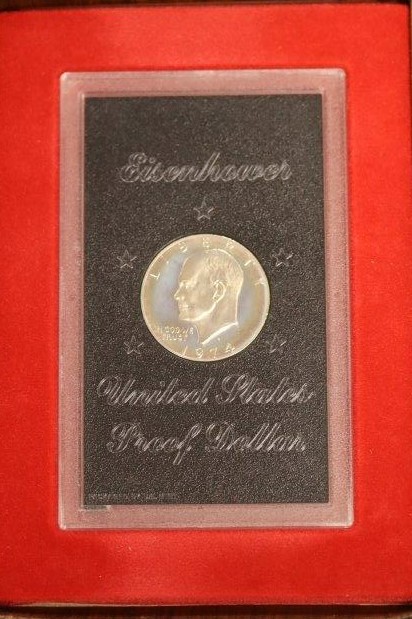 Eisenhower
LIBERTY
IN GOD WE
TRUST
1974
United States
Proof Dollar